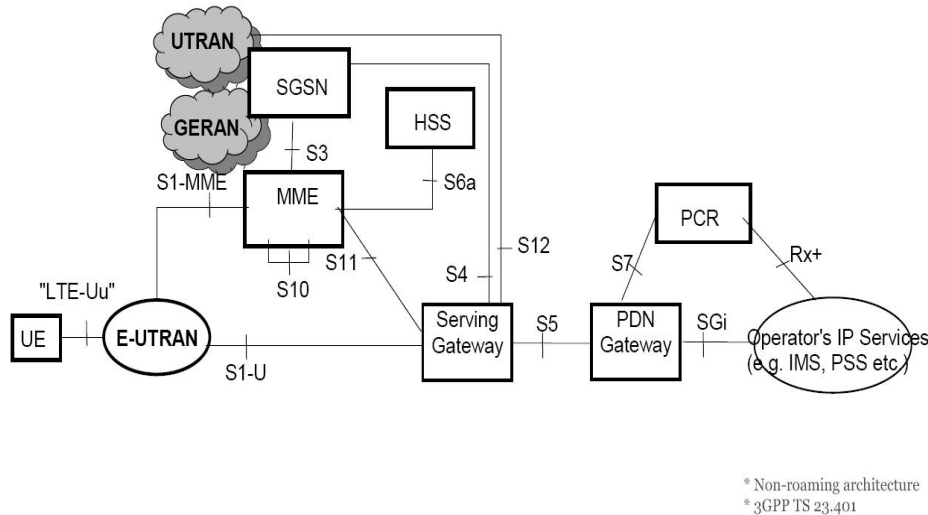 UTRAN
SGSN
GERAN
HSS
S3
S1-MME
S6a
MME
PCR
S12
S11
S7
Rx+
S4
S10
"LTE-Uu"
UE
E-UTRAN
Serving
Gateway
S5
PDN
Gateway
SGi
Operator's IP Services
(e.g. IMS, PSS etc.)
S1-U
* Non-roaming architecture
* 3GPP TS 23.401